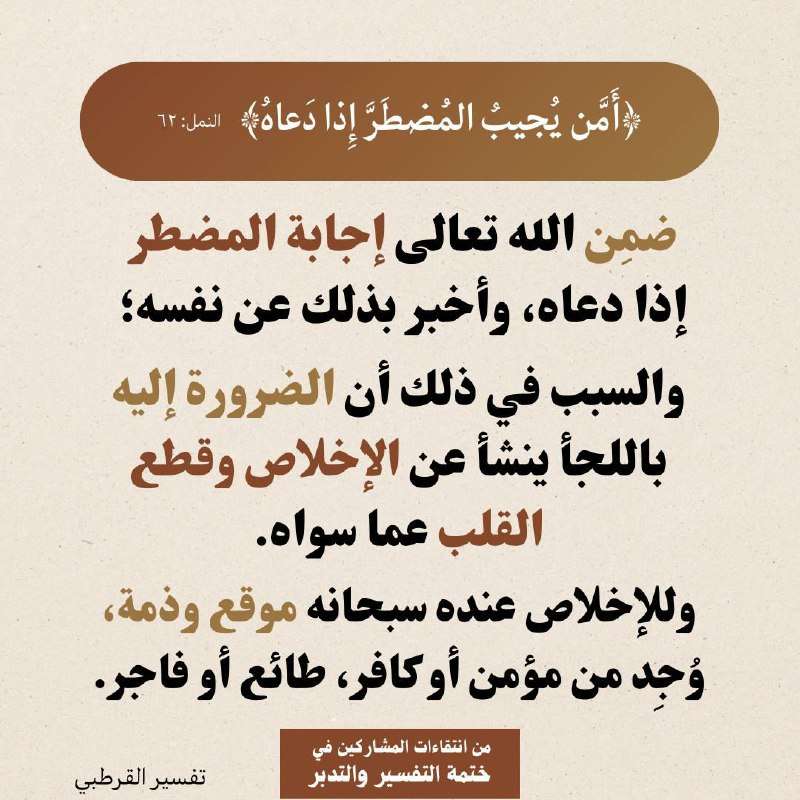 ﴿أَمَّن يُجيبُ المُضطَرَّ إِذا دَعاهُ﴾ النمل: ٦٢
ضمِن الله تعالى إجابة المضطر
إذا دعاه، وأخبر بذلك عن نفسه؛
والسبب في ذلك أن الضرورة إليه
باللجأ ينشأ عن الإخلاص وقطع
القلب عما سواه.
وللإخلاص عنده سبحانه موقع وذمة،
وُجِد من مؤمن أو كافر، طائع أو فاجر.
من انتقاءات المشاركين في
ختمة التفسير والتدبر
تفسير القرطبي